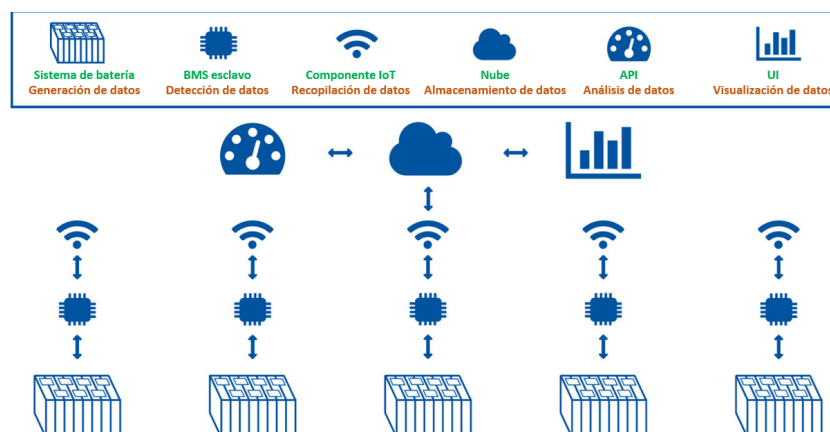 Sistema de batería
Generación de datos
BMS esclavo
Detección de datos
Componente IoT
Recopilación de datos
Nube
Almacenamiento de datos
API
Análisis de datos
UI
Visualización de datos